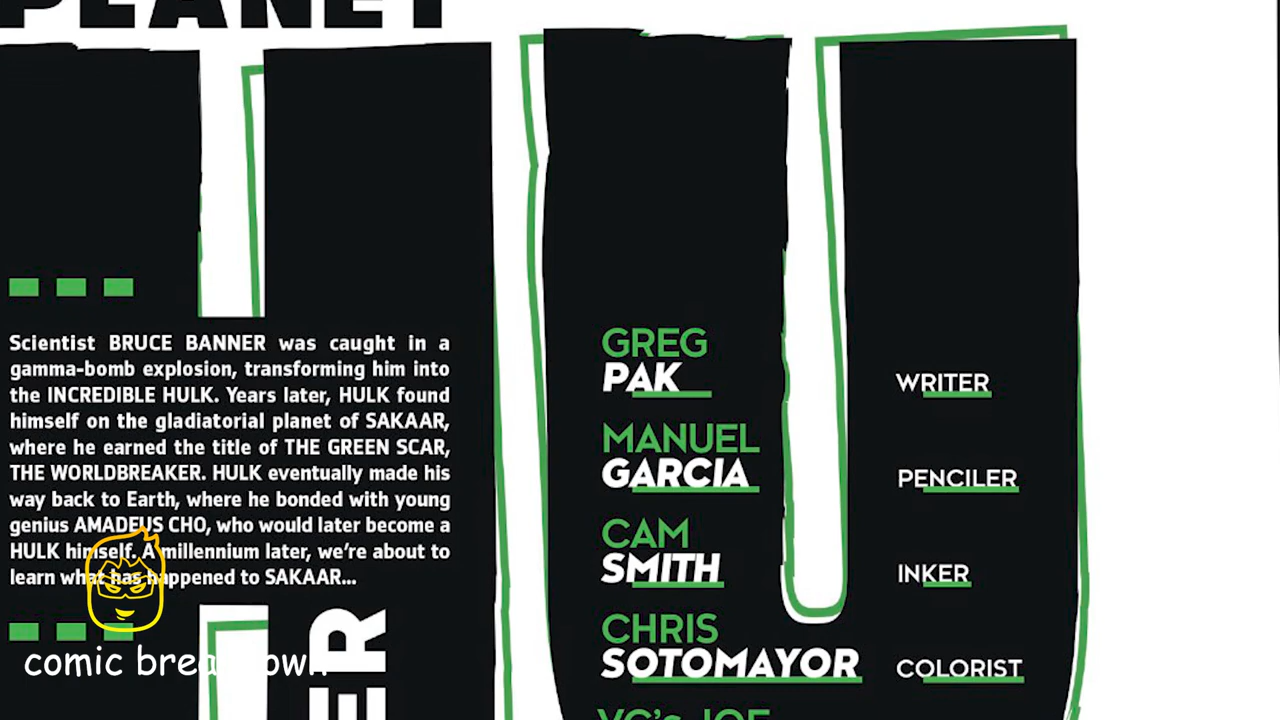 PLANET
Scientist BRUCE BANNER was caught in a
gamma-bomb explosion, transforming him into
the INCREDIBLE HULK. Years later, HULK found
himself on the gladiatorial planet of SAKAAR,
where he earned the title of THE GREEN SCAR,
THE WORLDBREAKER. HULK eventually made his
way back to Earth, where he bonded with young
genius AMADEUS CHO, who would later become a
HULK himself. A millennium later, we're about to
learn what has happened to SAKAAR...
comic breakdown
ER
GREG
PAK
WRITER
MANUEL
GARCIA
PENCILER
CAM
SMITH
INKER
CHRIS
SOTOMAYOR
COLORIST
VC's JOE